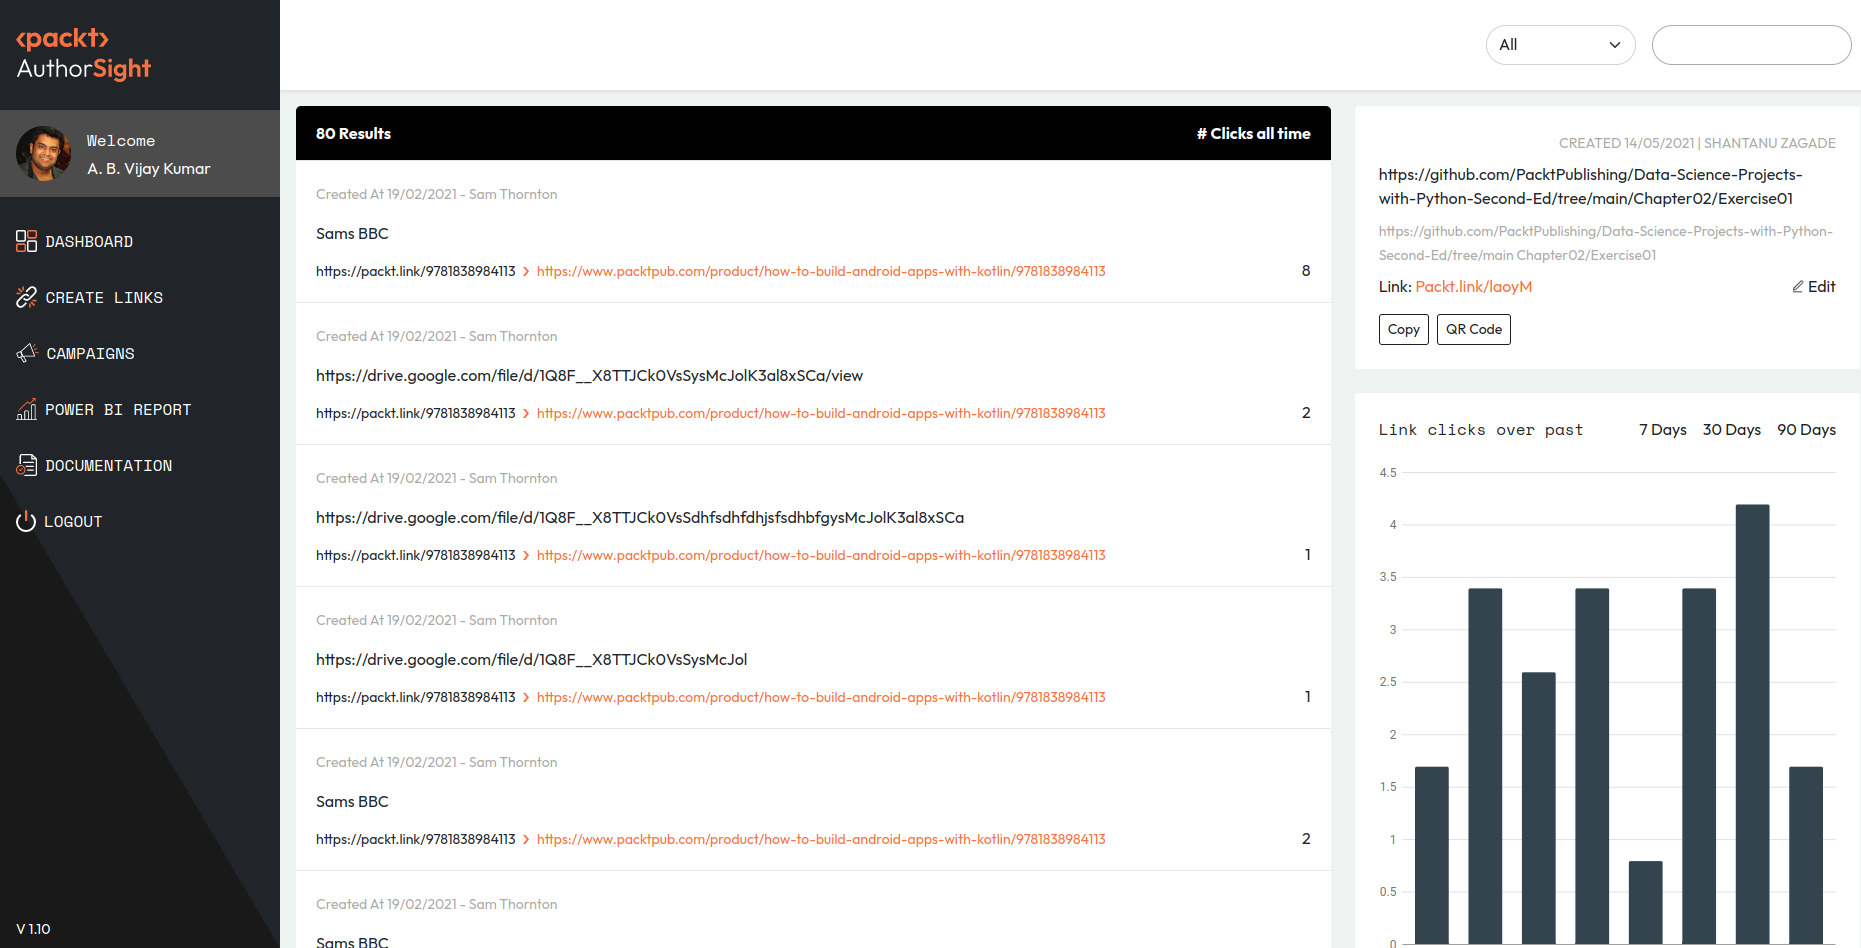 <packt>
AuthorSight
Welcome
A. B. Vijay Kumar
DASHBOARD
CREATE LINKS
CAMPAIGNS
POWER BI REPORT
DOCUMENTATION
LOGOUT
V 1.10
All
80 Results # Clicks all time
Created At 19/02/2021 - Sam Thornton
Sams BBC
https://packt.link/9781838984113 › https://www.packtpub.com/product/how-to-build-android-apps-with-kotlin/9781838984113 8
Created At 19/02/2021 - Sam Thornton
https://drive.google.com/file/d/1Q8F__X8TTJCk0VsSysMcJolK3al8xSCa/view
https://packt.link/9781838984113 › https://www.packtpub.com/product/how-to-build-android-apps-with-kotlin/9781838984113 2
Created At 19/02/2021 - Sam Thornton
https://drive.google.com/file/d/1Q8F__X8TTJCk0VsSdhfsdhfdhjsfsdhbfgysMcJolK3al8xSCa
https://packt.link/9781838984113 › https://www.packtpub.com/product/how-to-build-android-apps-with-kotlin/9781838984113 1
Created At 19/02/2021 - Sam Thornton
https://drive.google.com/file/d/1Q8F__X8TTJCk0VsSysMcJol
https://packt.link/9781838984113 › https://www.packtpub.com/product/how-to-build-android-apps-with-kotlin/9781838984113 1
Created At 19/02/2021 - Sam Thornton
Sams BBC
https://packt.link/9781838984113 › https://www.packtpub.com/product/how-to-build-android-apps-with-kotlin/9781838984113 2
Created At 19/02/2021 - Sam Thornton
Sams BBC
CREATED 14/05/2021 | SHANTANU ZAGADE
https://github.com/PacktPublishing/Data-Science-Projects-
with-Python-Second-Ed/tree/main/Chapter02/Exercise01
https://github.com/PacktPublishing/Data-Science-Projects-with-Python-
Second-Ed/tree/main Chapter02/Exercise01
Link: Packt.link/laoyM Edit
Copy QR Code
Link clicks over past 7 Days 30 Days 90 Days
4.5
4
3.5
3
2.5
2
1.5
1
0.5
0